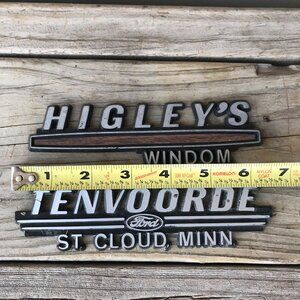 HIGLEY'S
WINDOM
1 2 3 4 5 6 7
TENVOORDE
Ford
ST. CLOUD, MINN